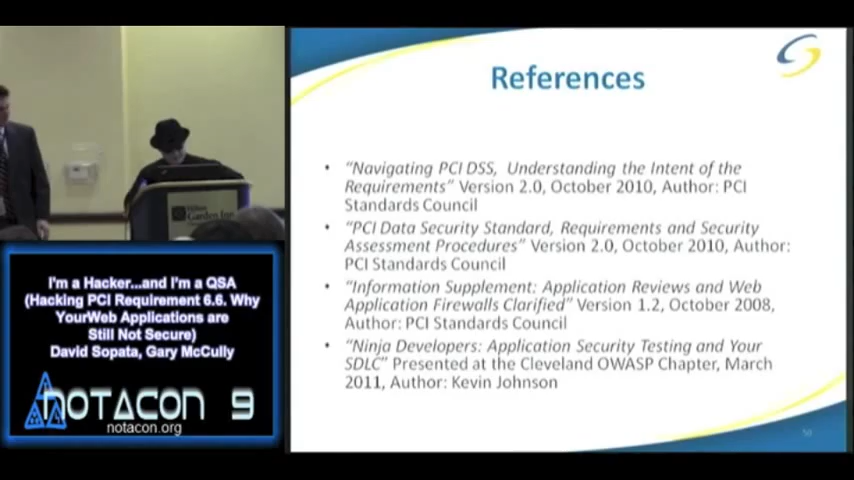 References
• "Navigating PCI DSS, Understanding the Intent of the
Requirements" Version 2.0, October 2010, Author: PCI
Standards Council
• "PCI Data Security Standard, Requirements and Security
Assessment Procedures" Version 2.0, October 2010, Author:
PCI Standards Council
• "Information Supplement: Application Reviews and Web
Application Firewalls Clarified" Version 1.2, October 2008,
Author: PCI Standards Council
• "Ninja Developers: Application Security Testing and Your
SDLC" Presented at the Cleveland OWASP Chapter, March
2011, Author: Kevin Johnson
Hilton
Garden Inn
I'm a Hacker...and I'm a QSA
(Hacking PCI Requirement 6.6. Why
YourWeb Applications are
Still Not Secure)
David Sopata, Gary McCully
NOTACON 9
notacon.org